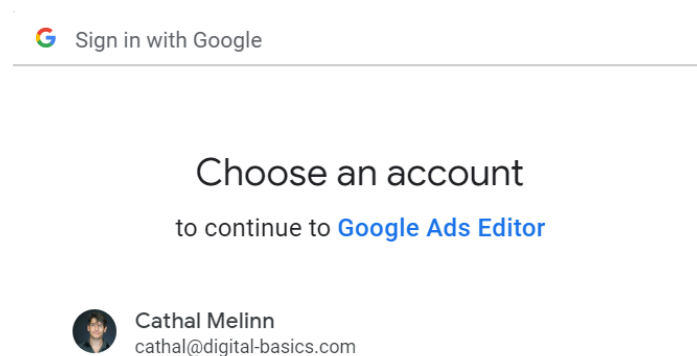 Sign in with Google
Choose an account
to continue to Google Ads Editor
Cathal Melinn
cathal@digital-basics.com